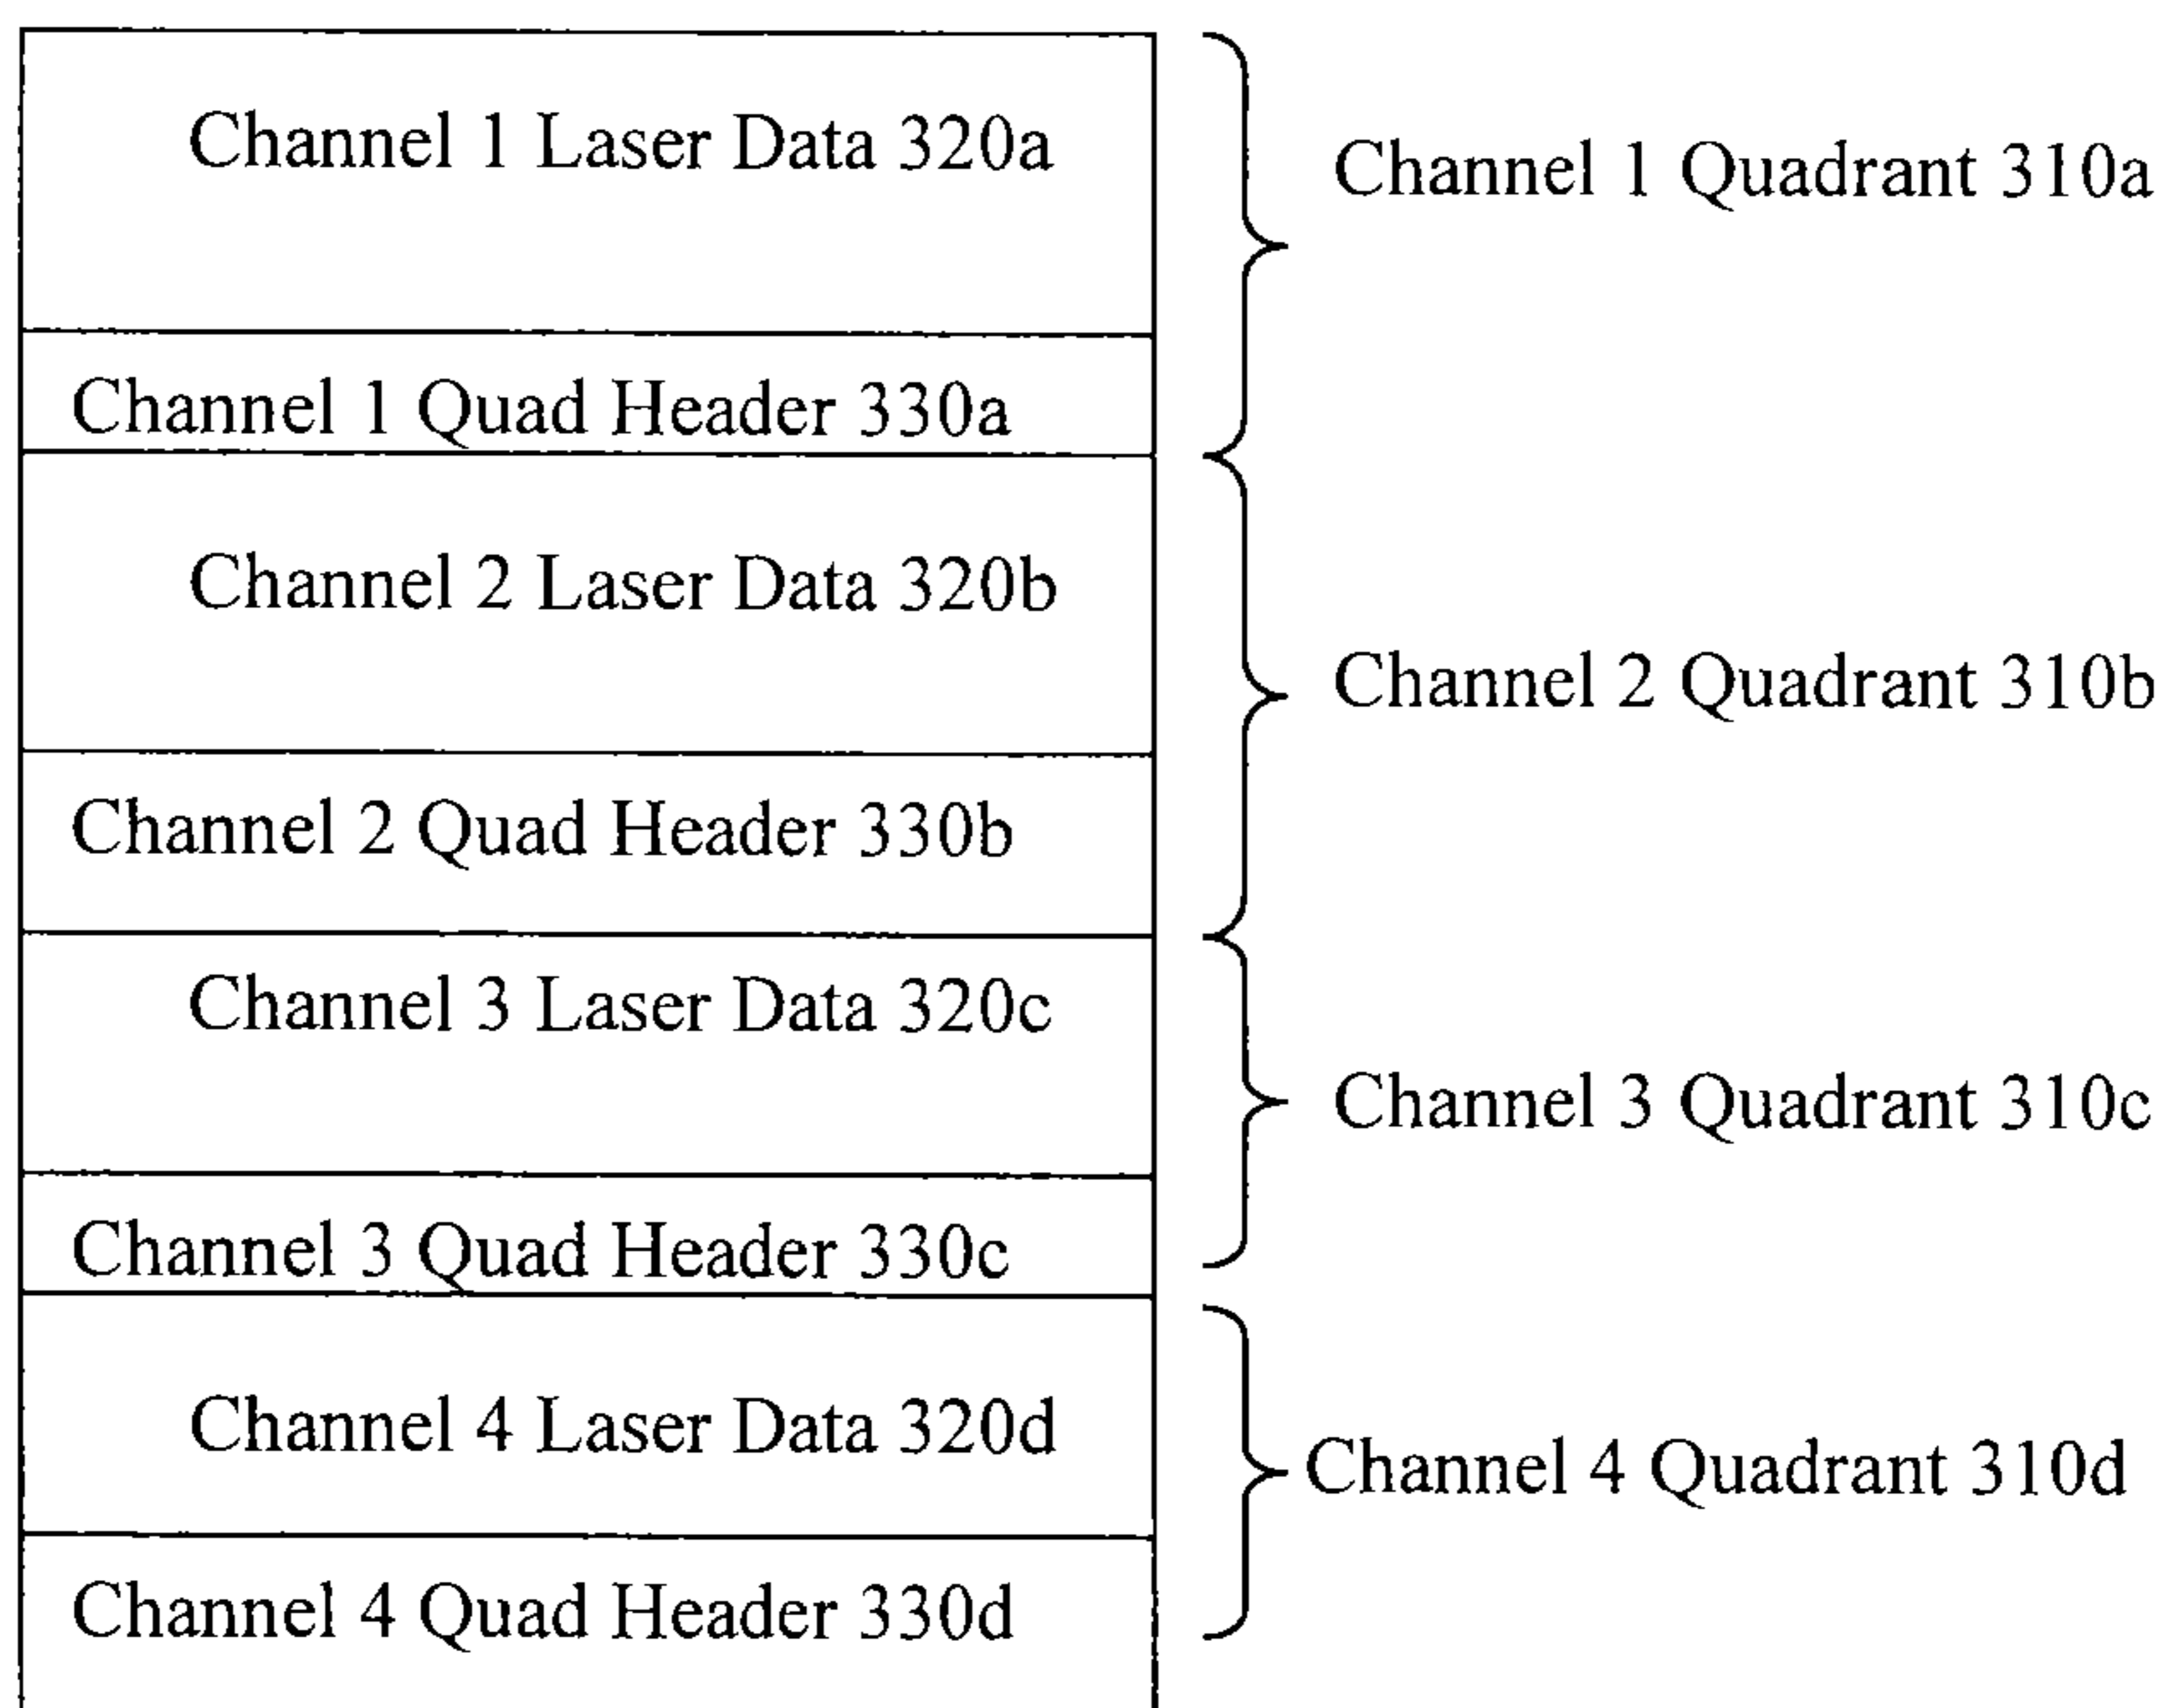 Channel 1 Laser Data 320a
Channel 1 Quadrant 310a
Channel 1 Quad Header 330a
Channel 2 Laser Data 320b
Channel 2 Quadrant 310b
Channel 2 Quad Header 330b
Channel 3 Laser Data 320c
Channel 3 Quadrant 310c
Channel 3 Quad Header 330c
Channel 4 Laser Data 320d
Channel 4 Quadrant 310d
Channel 4 Quad Header 330d